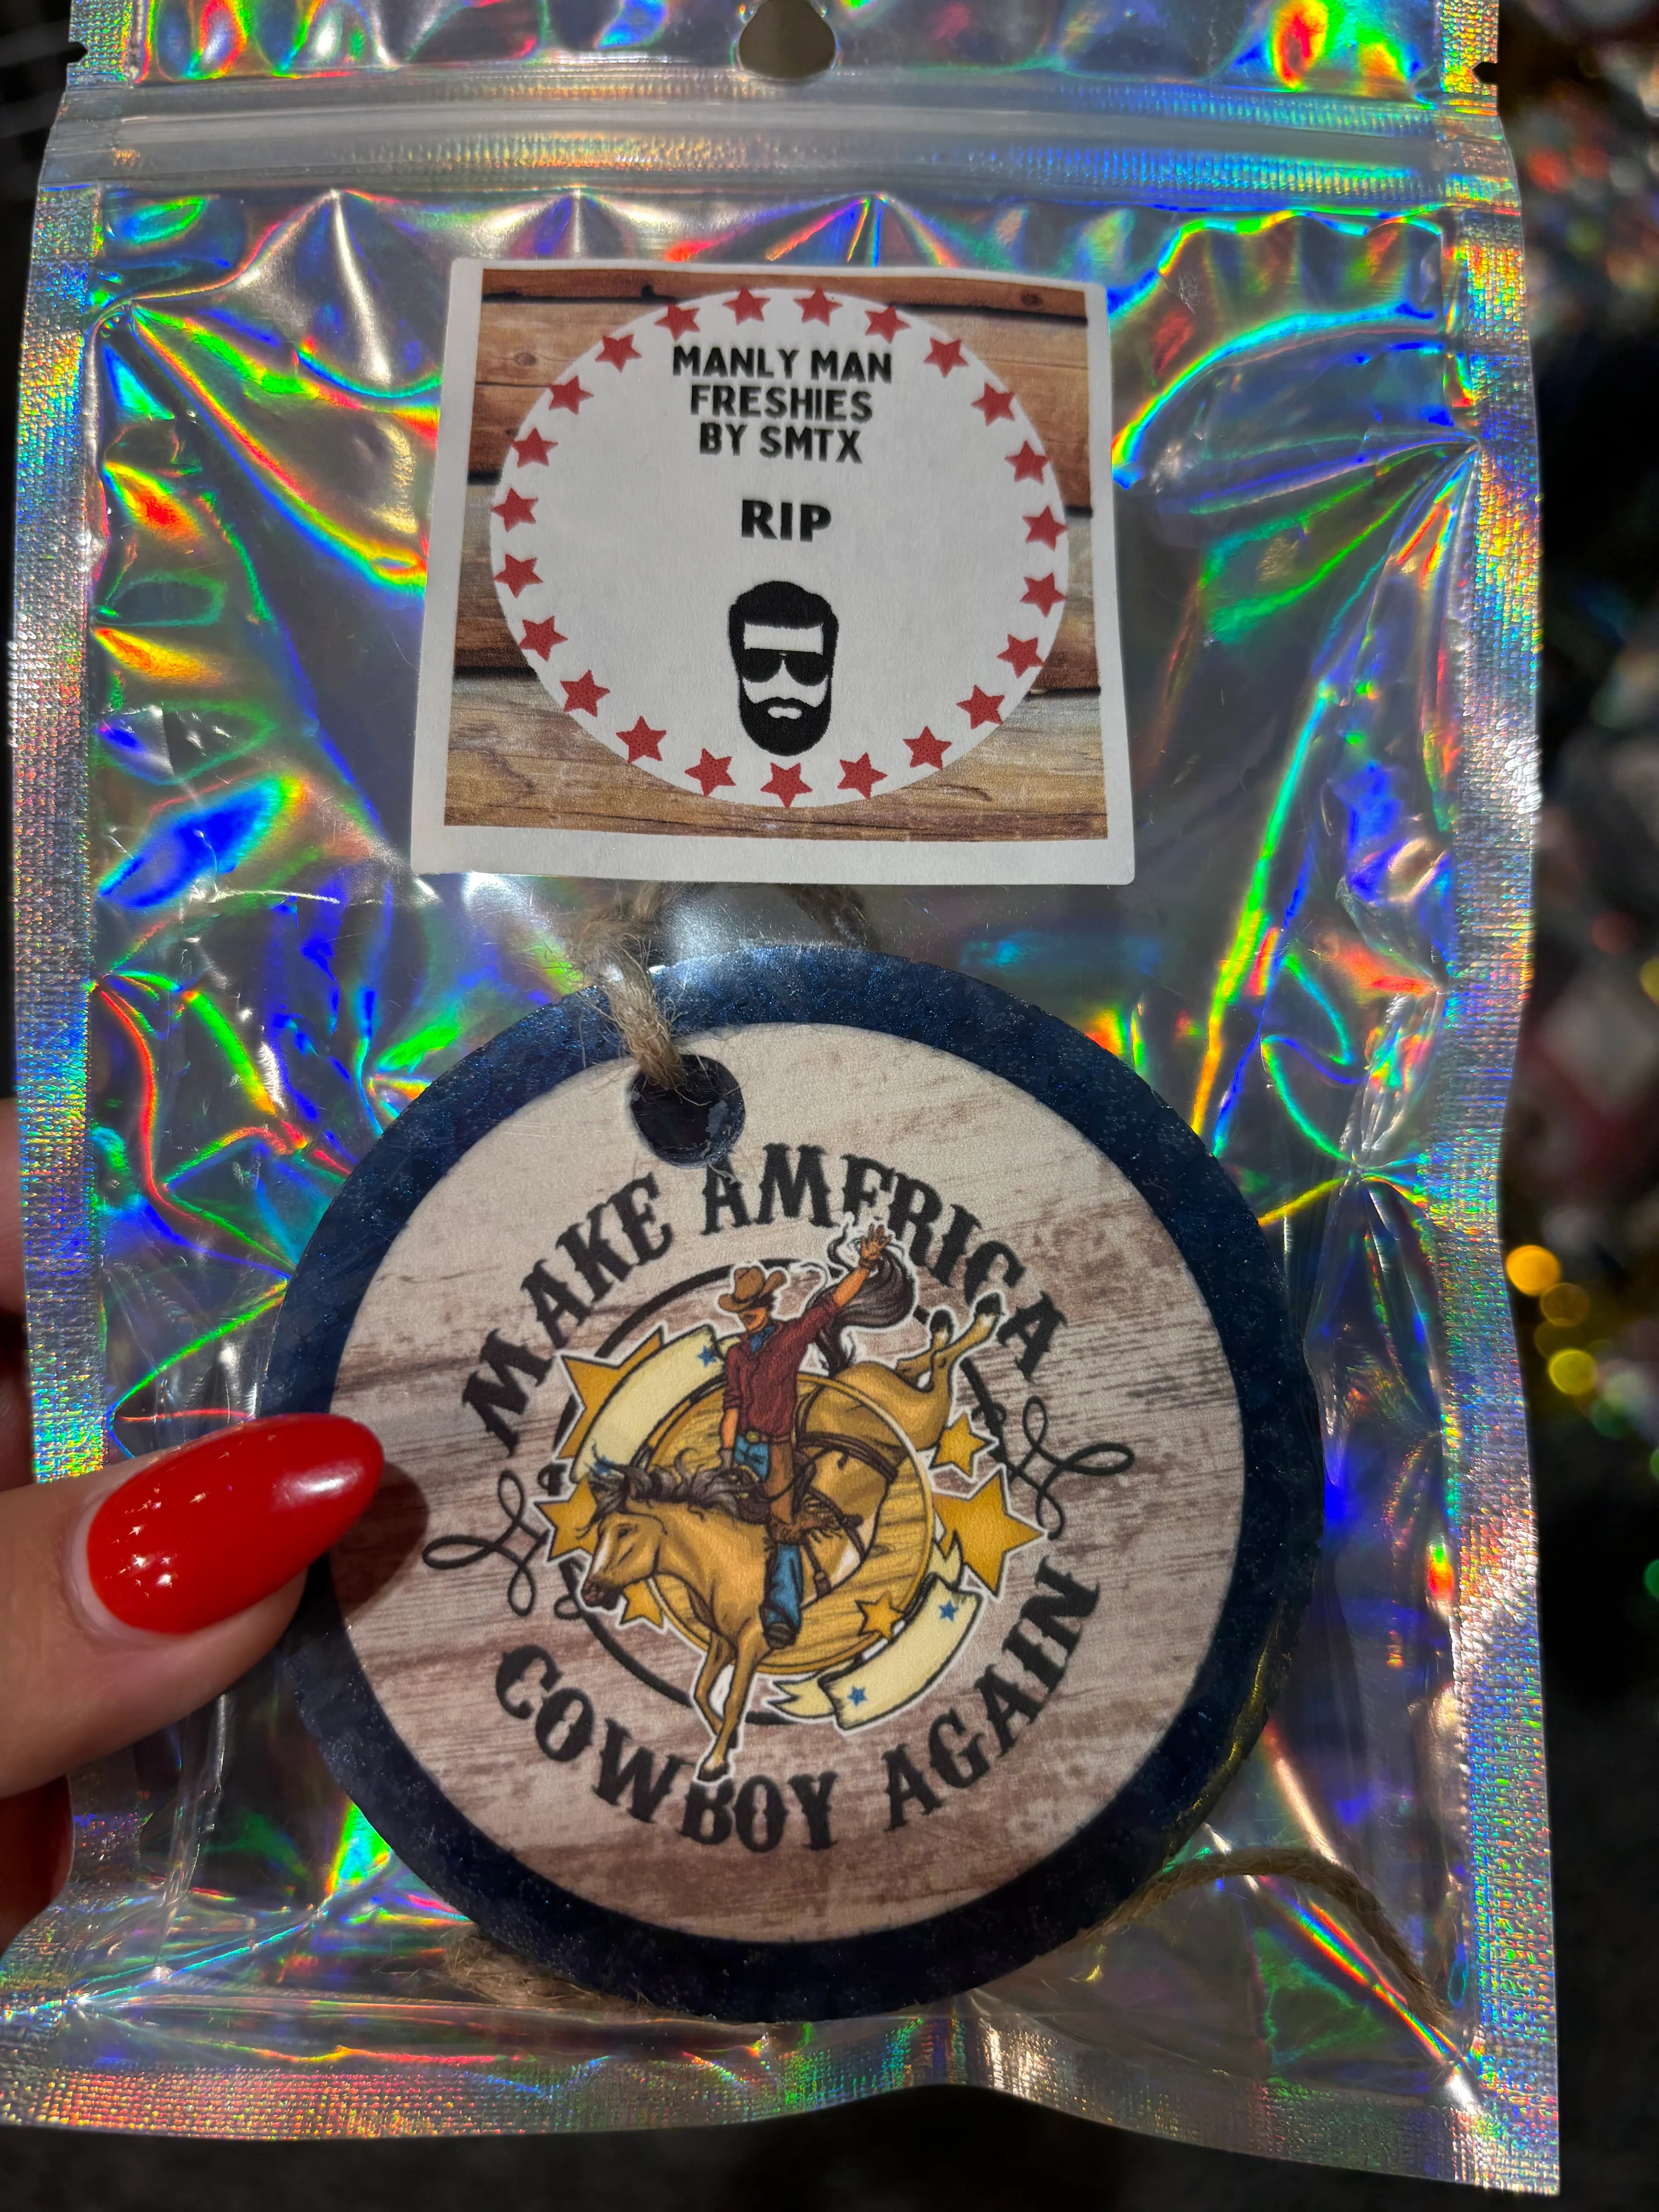 MANLY MAN
FRESHIES
BY SMTX
RIP
MAKE AMERICA
COWBOY AGAIN